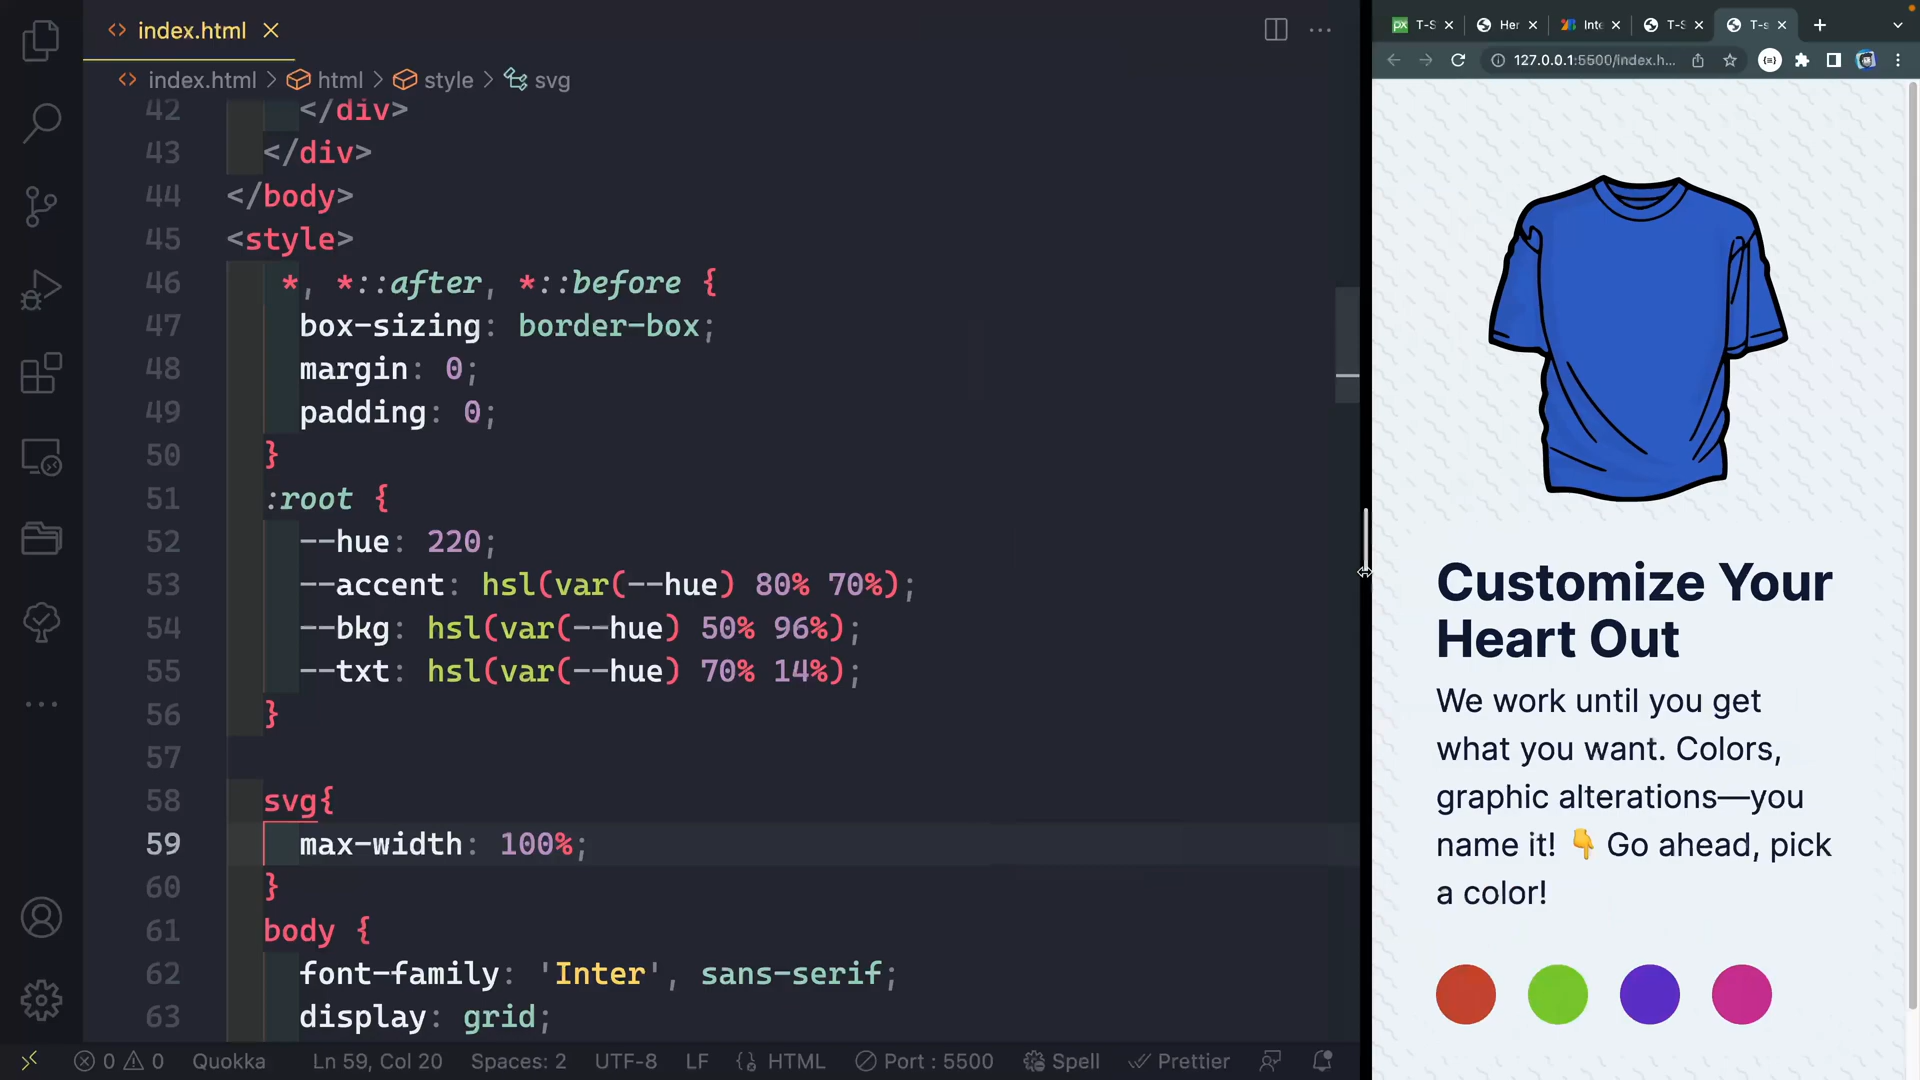 index.html
index.html > html > style > svg
42 </div>
43 </div>
44 </body>
45 <style>
46 *, *::after, *::before {
47 box-sizing: border-box;
48 margin: 0;
49 padding: 0;
50 }
51 :root {
52 --hue: 220;
53 --accent: hsl(var(--hue) 80% 70%);
54 --bkg: hsl(var(--hue) 50% 96%);
55 --txt: hsl(var(--hue) 70% 14%);
56 }
57
58 svg{
59 max-width: 100%;
60 }
61 body {
62 font-family: 'Inter', sans-serif;
63 display: grid;
0 0 Quokka Ln 59, Col 20 Spaces: 2 UTF-8 LF HTML Port : 5500 Spell Prettier
px T-S Her Inte T-S T-s
127.0.0.1:5500/index.h...
Customize Your
Heart Out
We work until you get
what you want. Colors,
graphic alterations—you
name it! 👇 Go ahead, pick
a color!